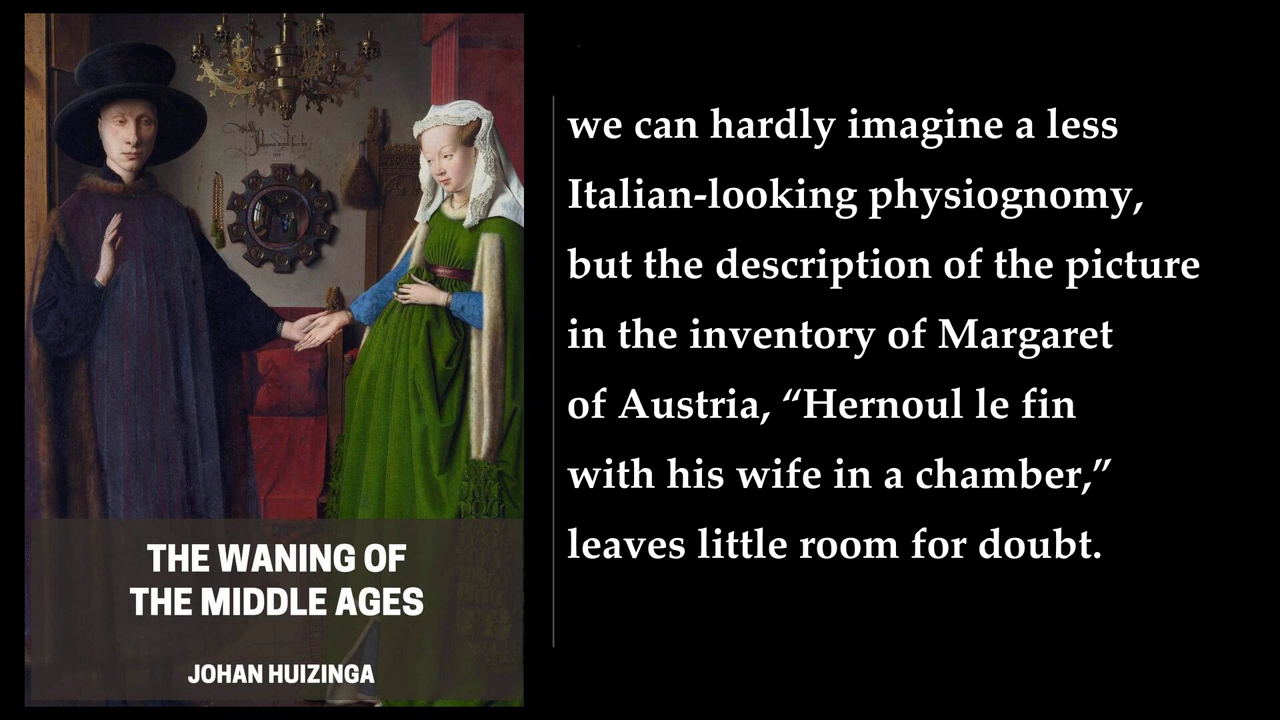 THE WANING OF
THE MIDDLE AGES
JOHAN HUIZINGA
we can hardly imagine a less
Italian-looking physiognomy,
but the description of the picture
in the inventory of Margaret
of Austria, “Hernoul le fin
with his wife in a chamber,”
leaves little room for doubt.